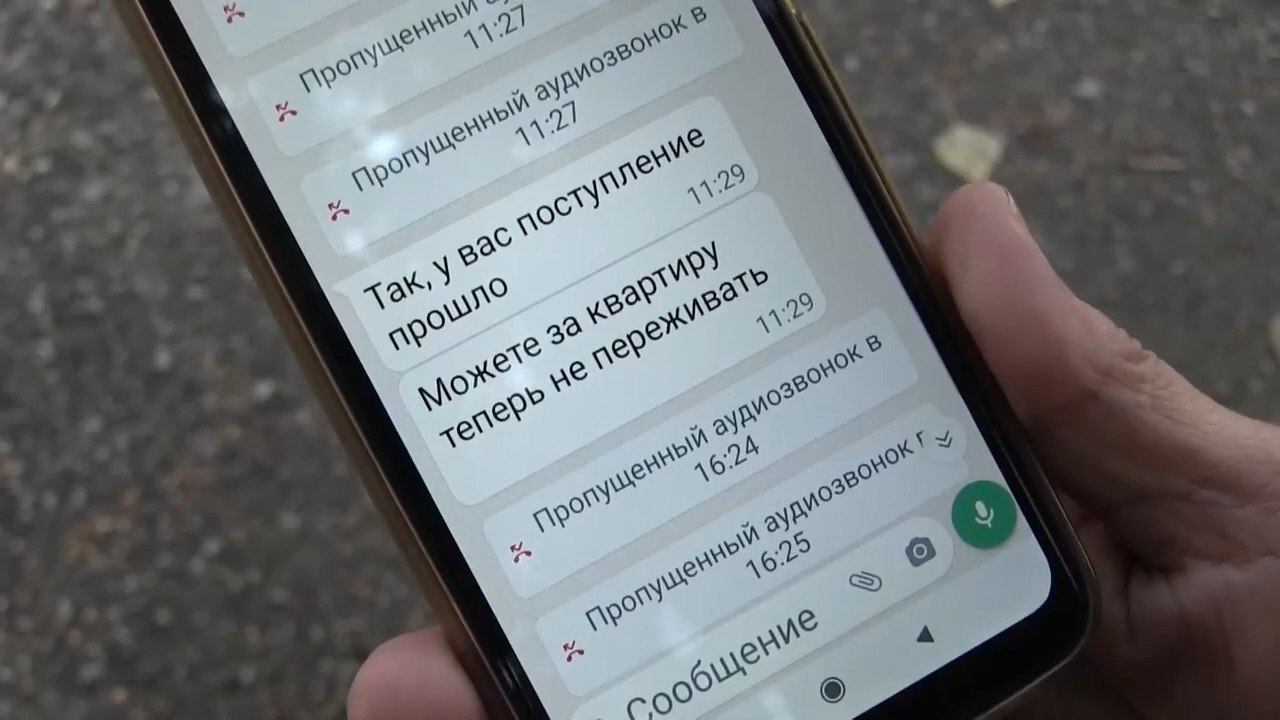 Пропущенный
11:27
Пропущенный аудиозвонок в
11:27
Так, у вас поступление
прошло
11:29
Можете за квартиру
теперь не переживать
11:29
Пропущенный аудиозвонок в
16:24
Пропущенный аудиозвонок
16:25
Сообщение